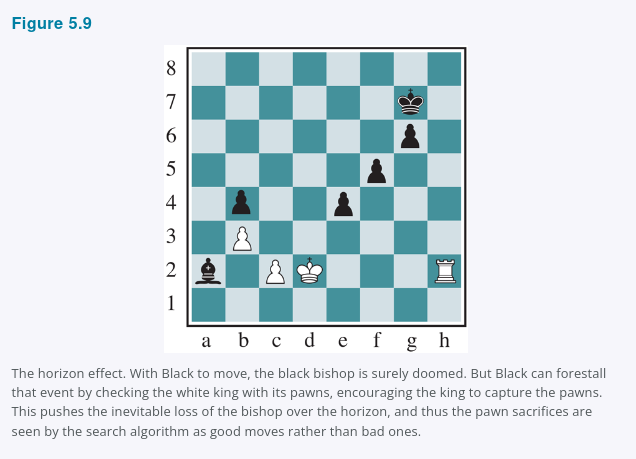 Figure 5.9
8
7
6
5
4
3
2
1
a b c d e f g h
The horizon effect. With Black to move, the black bishop is surely doomed. But Black can forestall
that event by checking the white king with its pawns, encouraging the king to capture the pawns.
This pushes the inevitable loss of the bishop over the horizon, and thus the pawn sacrifices are
seen by the search algorithm as good moves rather than bad ones.